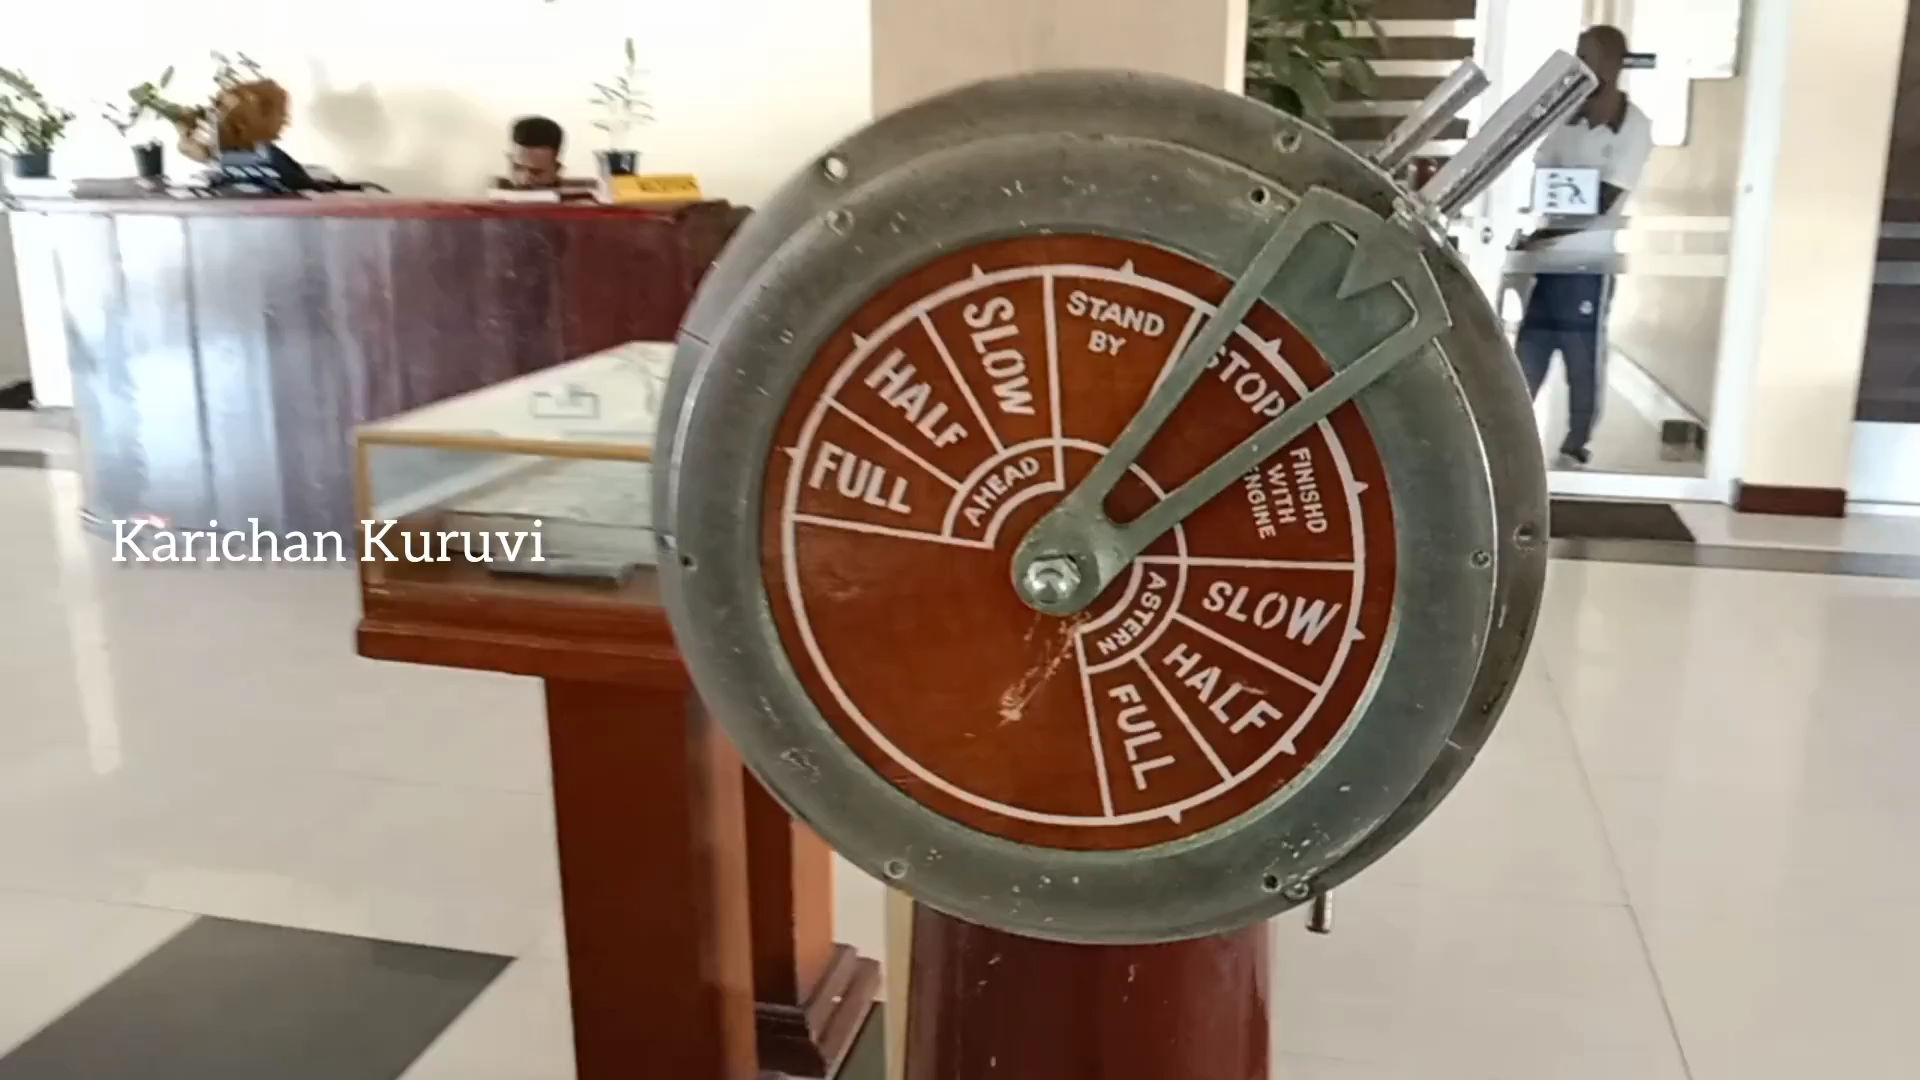 SLOW
STAND
BY
HALF
STOP
FULL
AHEAD
FINISHD
WITH
ENGINE
Karichan Kuruvi
ASTERN
SLOW
HALF
FULL